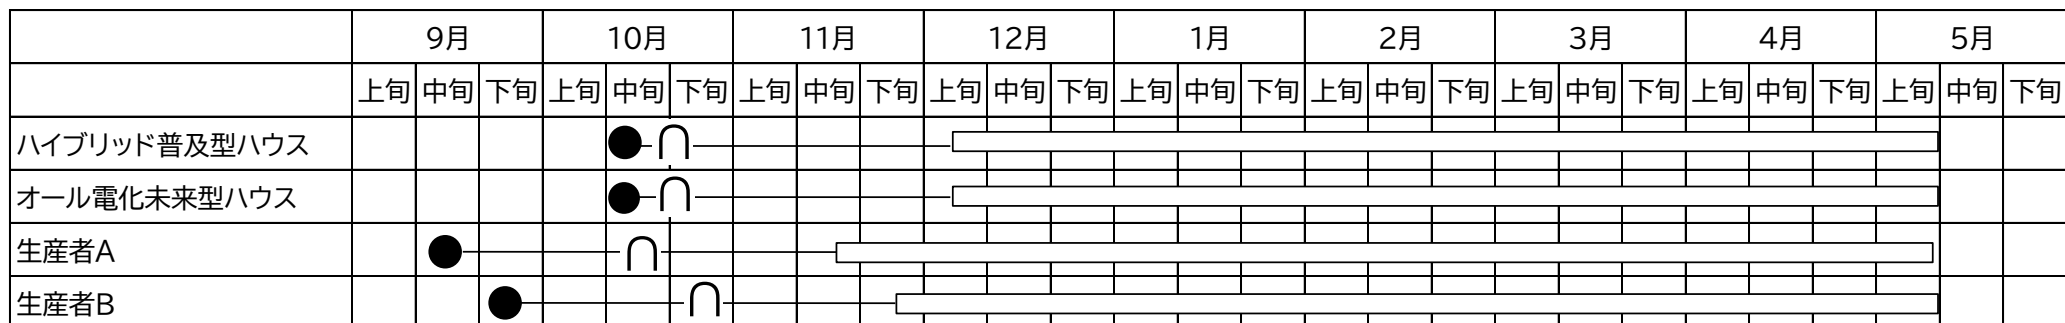 9月 10月 11月 12月 1月 2月 3月 4月 5月
上旬 中旬 下旬 上旬 中旬 下旬 上旬 中旬 下旬 上旬 中旬 下旬 上旬 中旬 下旬 上旬 中旬 下旬 上旬 中旬 下旬 上旬 中旬 下旬 上旬 中旬 下旬
ハイブリッド普及型ハウス
オール電化未来型ハウス
生産者A
生産者B